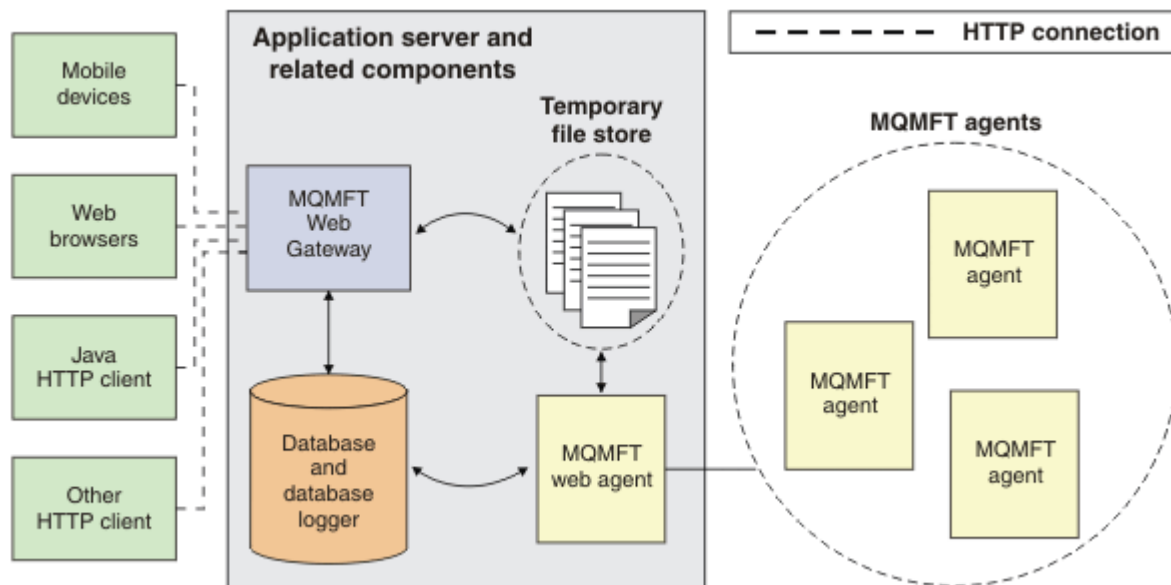 Mobile
devices
Web
browsers
Java
HTTP client
Other
HTTP client
Application server and
related components
MQMFT
Web
Gateway
Temporary
file store
Database
and
database
logger
MQMFT
web agent
HTTP connection
MQMFT agents
MQMFT
agent
MQMFT
agent
MQMFT
agent